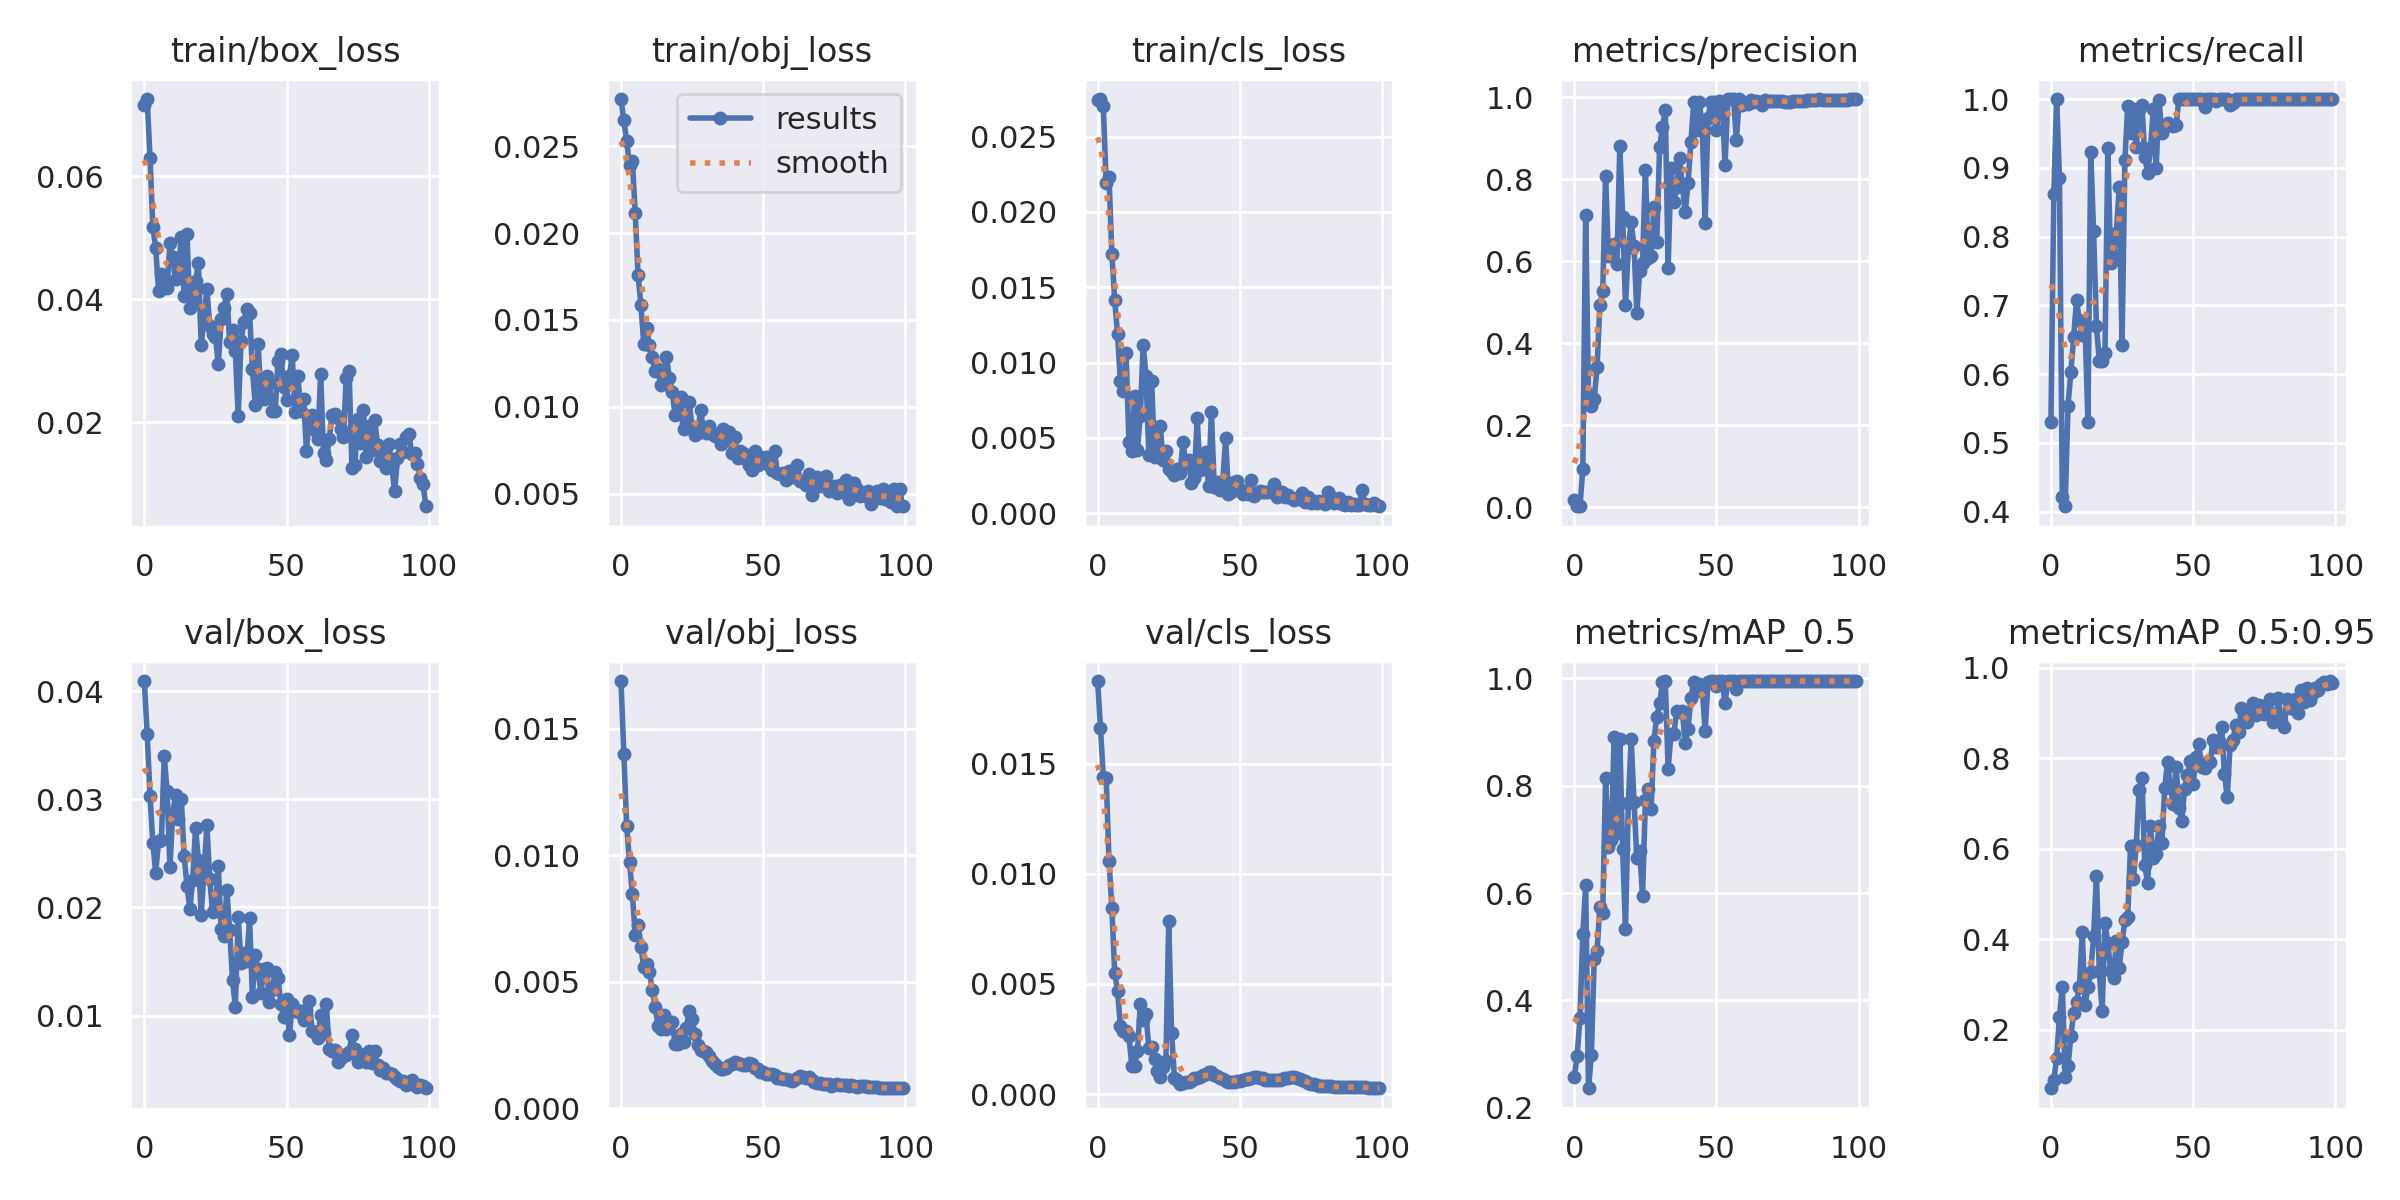 train/box_loss
0.06
0.04
0.02
0 50 100
train/obj_loss
results
smooth
0.025
0.020
0.015
0.010
0.005
0 50 100
train/cls_loss
0.025
0.020
0.015
0.010
0.005
0.000
0 50 100
metrics/precision
1.0
0.8
0.6
0.4
0.2
0.0
0 50 100
metrics/recall
1.0
0.9
0.8
0.7
0.6
0.5
0.4
0 50 100
val/box_loss
0.04
0.03
0.02
0.01
0 50 100
val/obj_loss
0.015
0.010
0.005
0.000
0 50 100
val/cls_loss
0.015
0.010
0.005
0.000
0 50 100
metrics/mAP_0.5
1.0
0.8
0.6
0.4
0.2
0 50 100
metrics/mAP_0.5:0.95
1.0
0.8
0.6
0.4
0.2
0 50 100